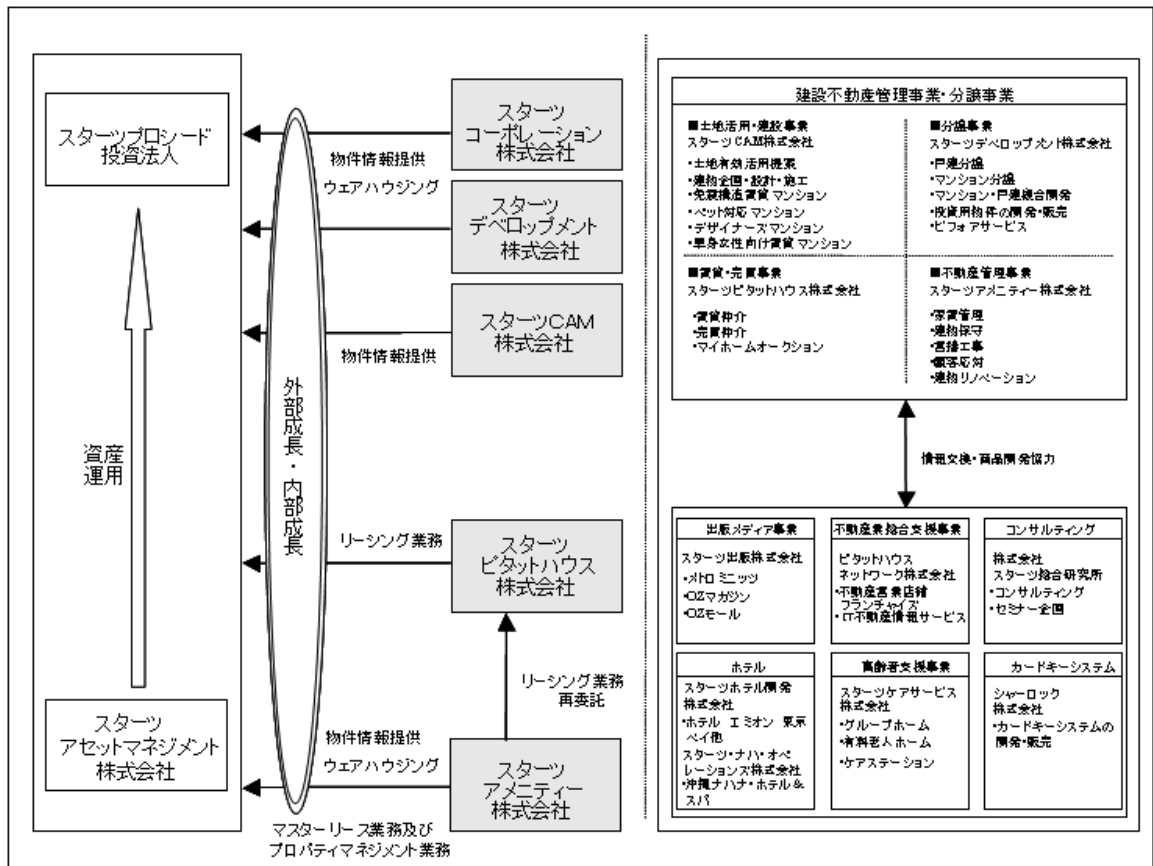 スターツプロシード
投資法人
資産
運用
スターツ
アセットマネジメント
株式会社
外部成長・内部成長
スターツ
コーポレーション
株式会社
物件情報提供
ウェアハウジング
スターツ
デベロップメント
株式会社
スターツCAM
株式会社
物件情報提供
リーシング業務
スターツ
ピタットハウス
株式会社
リーシング業務
再委託
物件情報提供
ウェアハウジング
スターツ
アメニティー
株式会社
マスターリース業務及び
プロパティマネジメント業務
建設不動産管理事業・分譲事業
■土地活用・建設事業
スターツCAM株式会社
・土地有効活用提案
・建物企画・設計・施工
・免震構造賃貸マンション
・ペット対応マンション
・デザイナーズマンション
・単身女性向け賃貸マンション
■分譲事業
スターツデベロップメント株式会社
・戸建分譲
・マンション分譲
・マンション・戸建複合開発
・投資用物件の開発・販売
・ビフォアサービス
■賃貸・売買事業
スターツピタットハウス株式会社
・賃貸仲介
・売買仲介
・マイホームオークション
■不動産管理事業
スターツアメニティー株式会社
・家賃管理
・建物保守
・営繕工事
・顧客応対
・建物リノベーション
情報交換・商品開発協力
出版メディア事業
スターツ出版株式会社
・メトロミニッツ
・OZマガジン
・OZモール
不動産業総合支援事業
ピタットハウス
ネットワーク株式会社
・不動産営業店舗
フランチャイズ
・IT不動産情報サービス
コンサルティング
株式会社
スターツ総合研究所
・コンサルティング
・セミナー企画
ホテル
スターツホテル開発
株式会社
・ホテル エミオン 東京
ベイ他
スターツ・ナハ・オペ
レーションズ株式会社
・沖縄ナハナ・ホテル＆
スパ
高齢者支援事業
スターツケアサービス
株式会社
・グループホーム
・有料老人ホーム
・ケアステーション
カードキーシステム
シャーロック
株式会社
・カードキーシステムの
開発・販売